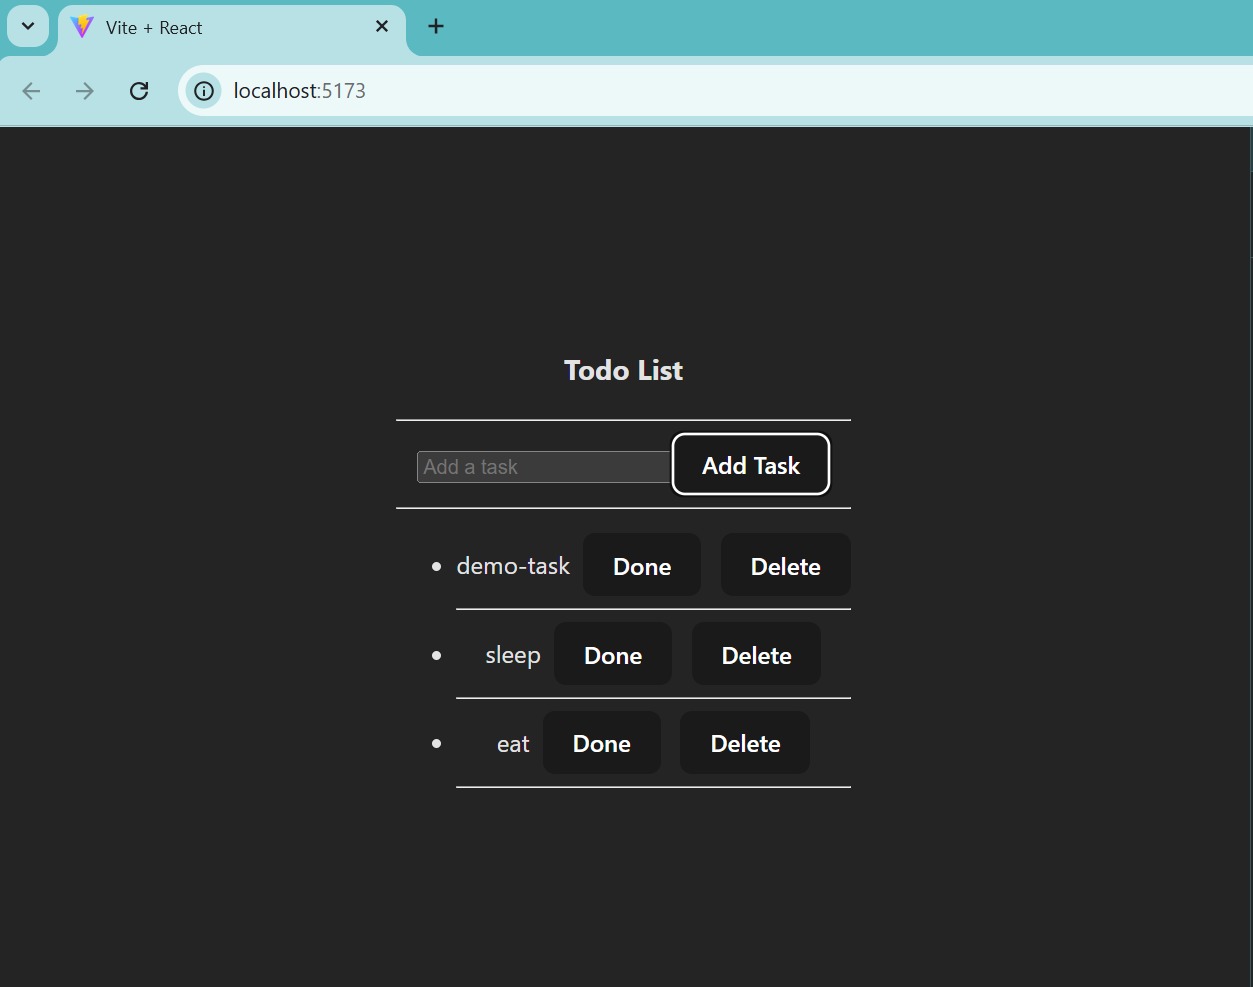 Vite + React
localhost:5173
Todo List
Add a task Add Task
demo-task Done Delete
sleep Done Delete
eat Done Delete